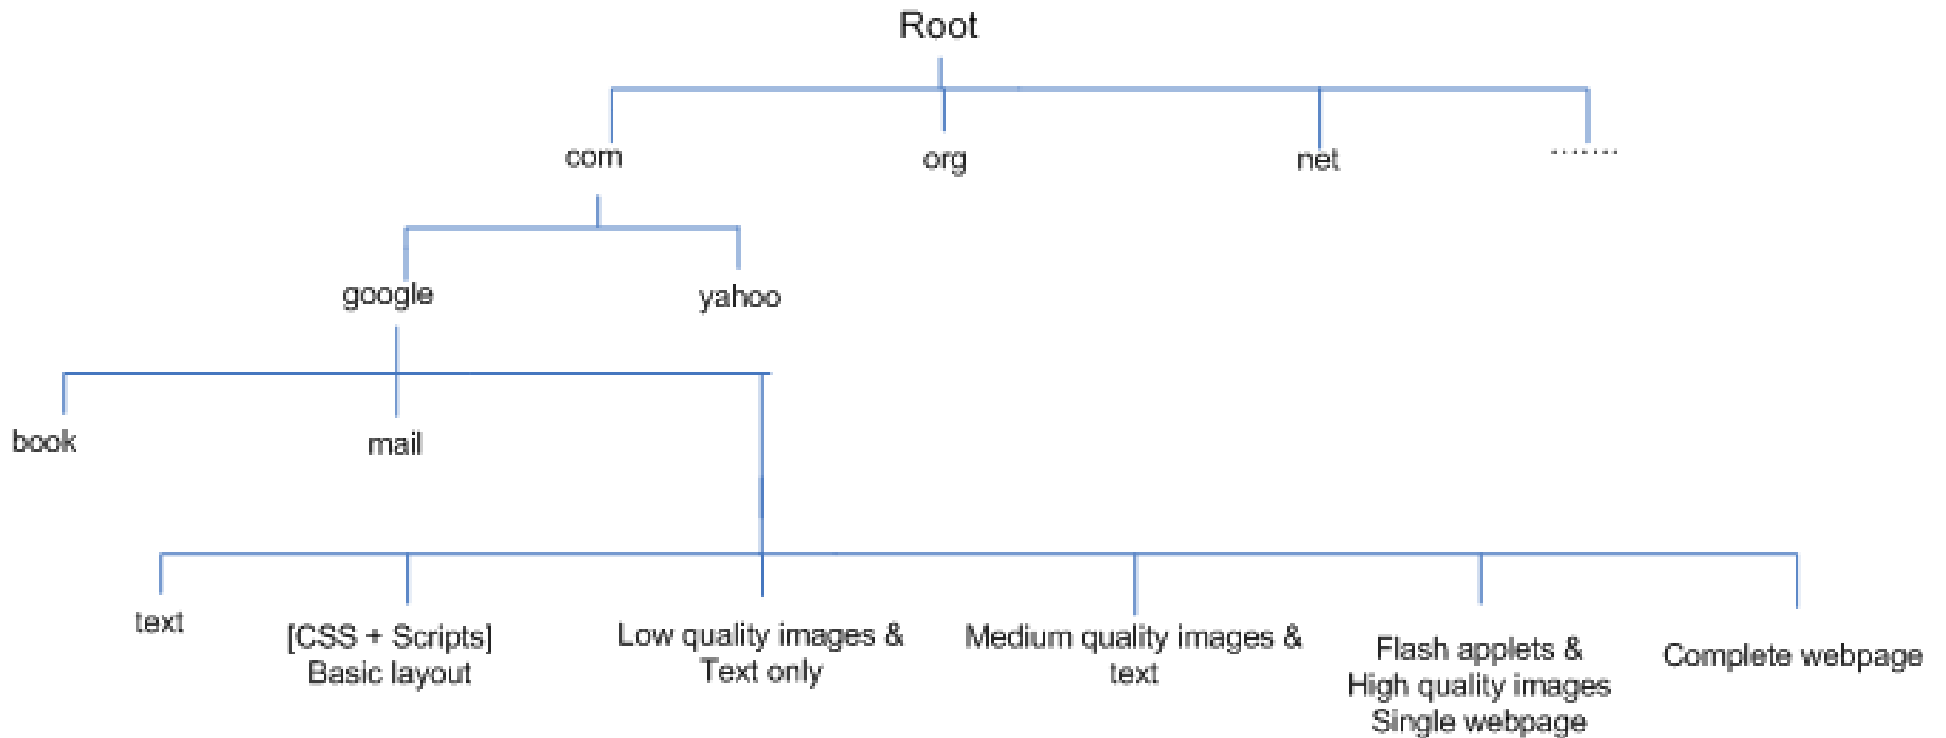 Root
com
org
net
.......
google
yahoo
book
mail
text
[CSS + Scripts]
Basic layout
Low quality images &
Text only
Medium quality images &
text
Flash applets &
High quality images
Single webpage
Complete webpage